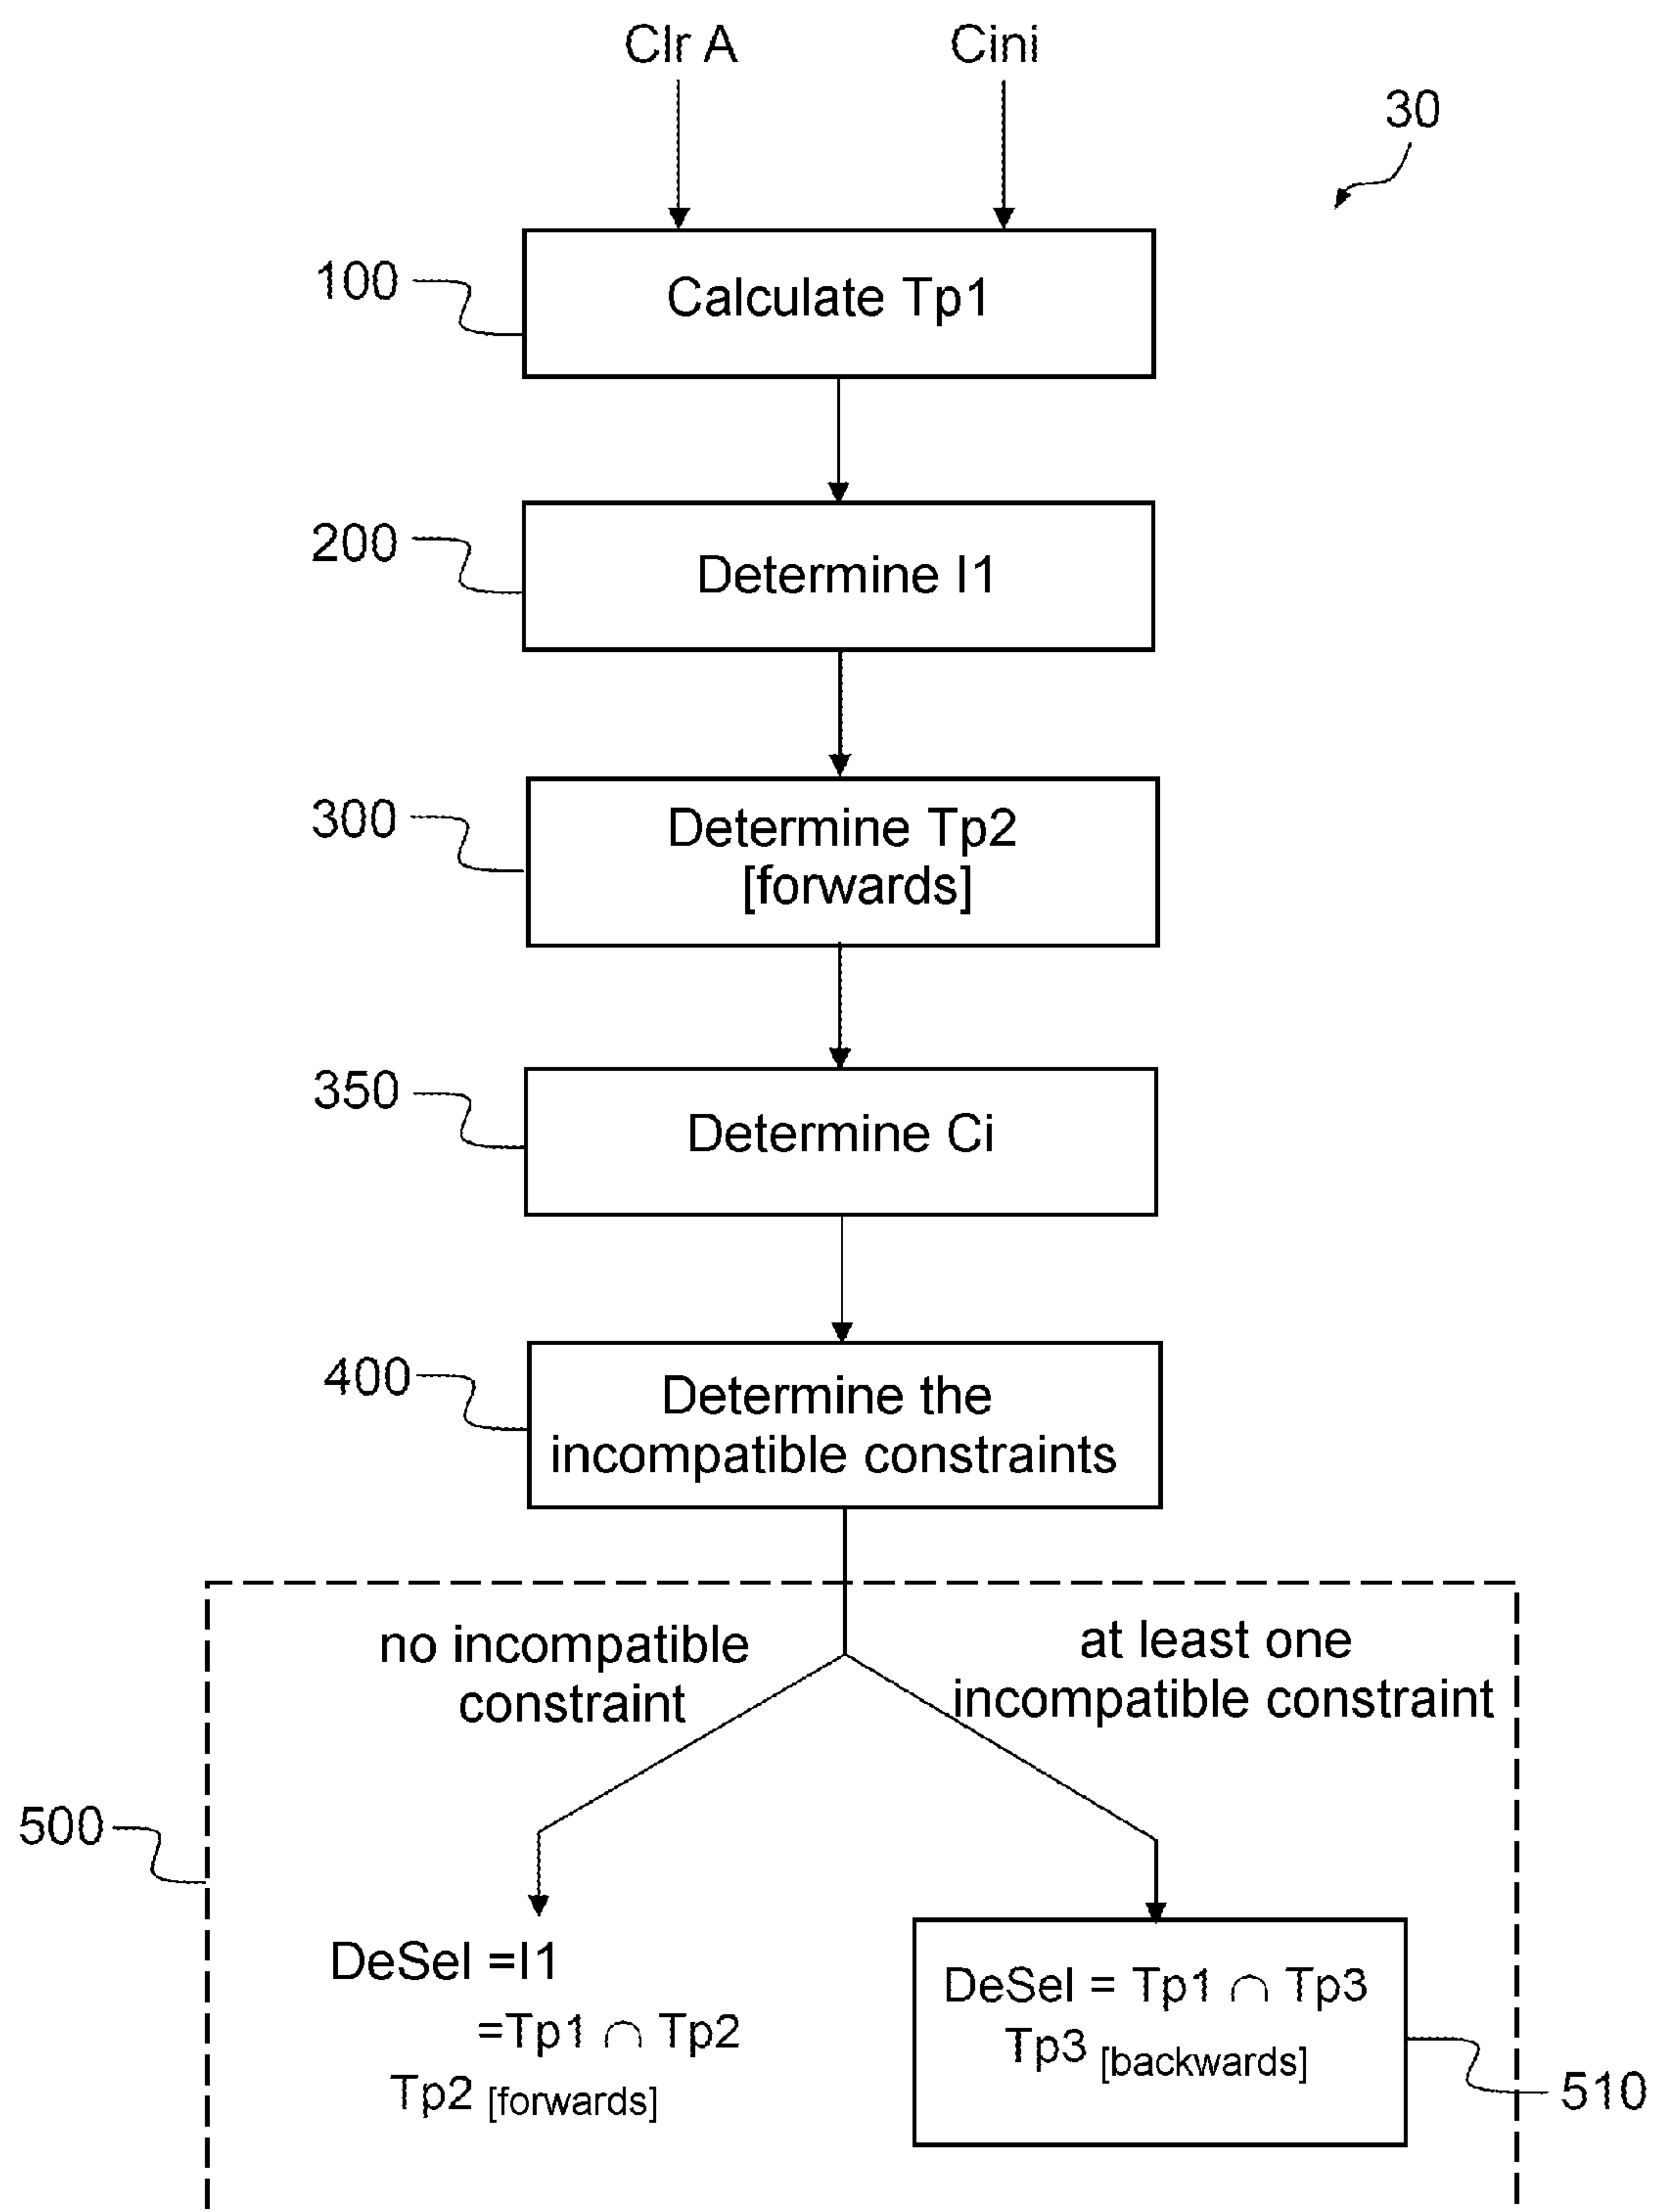 Clr A Cini
30
100
Calculate Tp1
200
Determine I1
300
Determine Tp2
[forwards]
350
Determine Ci
400
Determine the
incompatible constraints
no incompatible
constraint
at least one
incompatible constraint
500
DeSel =I1
=Tp1 ∩ Tp2
Tp2 [forwards]
DeSel = Tp1 ∩ Tp3
Tp3 [backwards]
510